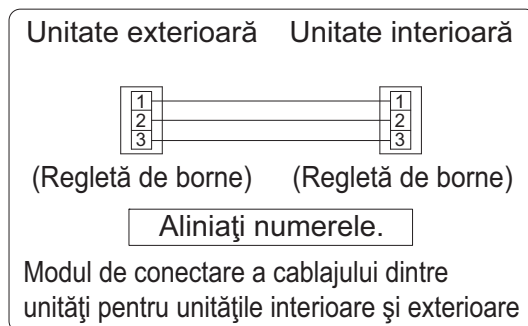 Unitate exterioară Unitate interioară
1 1
2 2
3 3
(Regletă de borne) (Regletă de borne)
Aliniaţi numerele.
Modul de conectare a cablajului dintre
unităţi pentru unităţile interioare şi exterioare